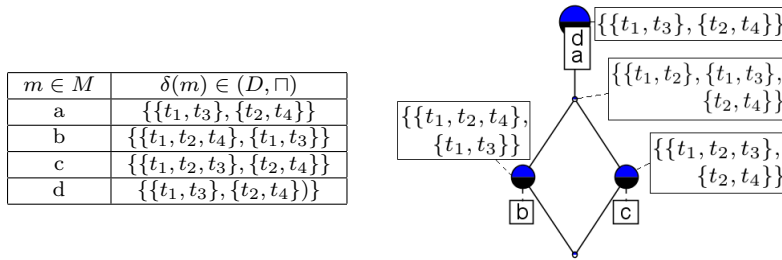 m ∈ M δ(m) ∈ (D, ⊓)
a {{t1, t3}, {t2, t4}}
b {{t1, t2, t4}, {t1, t3}}
c {{t1, t2, t3}, {t2, t4}}
d {{t1, t3}, {t2, t4})}
{{t1, t3}, {t2, t4}}
d
a
{{t1, t2}, {t1, t3},
{t2, t4}}
{{t1, t2, t4},
{t1, t3}}
{{t1, t2, t3},
{t2, t4}}
b
c